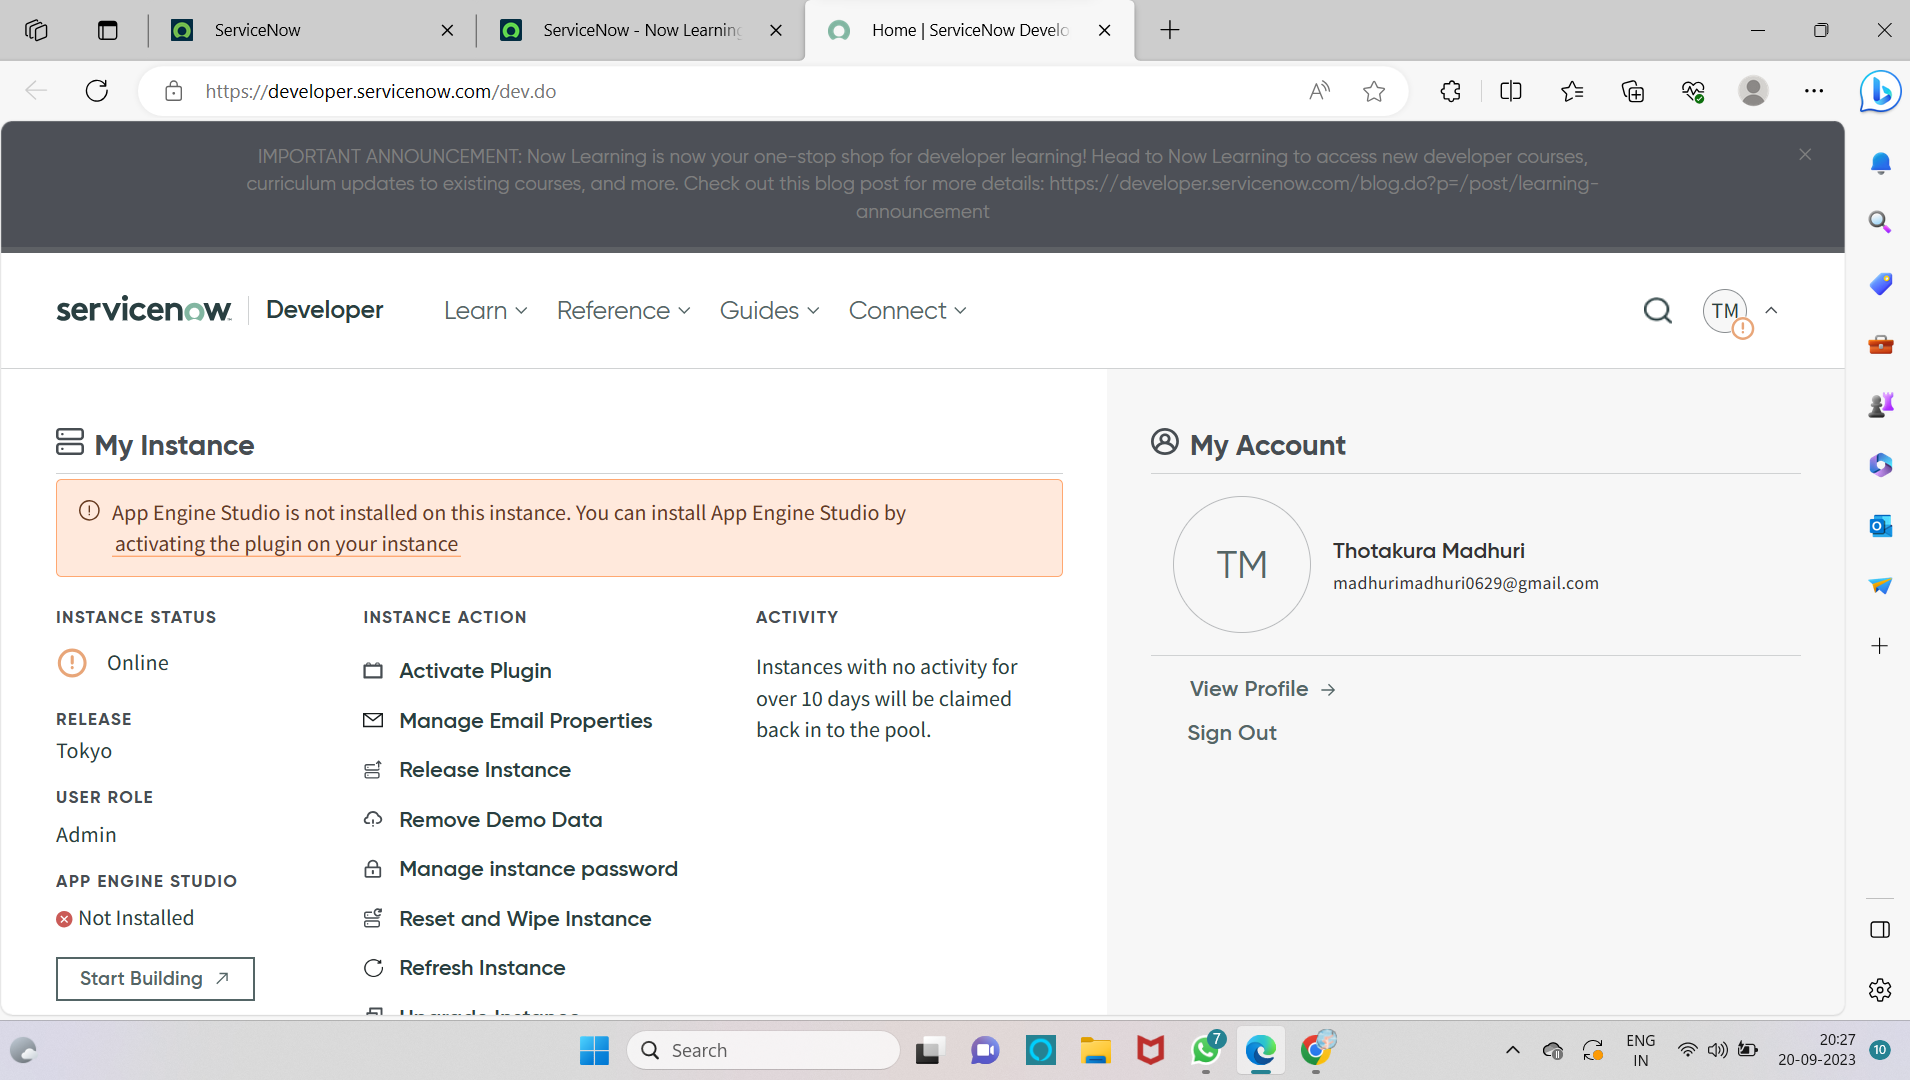 ServiceNow
ServiceNow - Now Learning
Home | ServiceNow Develo
https://developer.servicenow.com/dev.do
IMPORTANT ANNOUNCEMENT: Now Learning is now your one-stop shop for developer learning! Head to Now Learning to access new developer courses,
curriculum updates to existing courses, and more. Check out this blog post for more details: https://developer.servicenow.com/blog.do?p=/post/learning-
announcement
servicenow Developer Learn Reference Guides Connect TM
My Instance
App Engine Studio is not installed on this instance. You can install App Engine Studio by
activating the plugin on your instance
INSTANCE STATUS
Online
RELEASE
Tokyo
USER ROLE
Admin
APP ENGINE STUDIO
Not Installed
Start Building
INSTANCE ACTION
Activate Plugin
Manage Email Properties
Release Instance
Remove Demo Data
Manage instance password
Reset and Wipe Instance
Refresh Instance
Upgrade Instance
ACTIVITY
Instances with no activity for
over 10 days will be claimed
back in to the pool.
My Account
TM
Thotakura Madhuri
madhurimadhuri0629@gmail.com
View Profile
Sign Out
Search
7
ENG
IN
20:27
20-09-2023
10